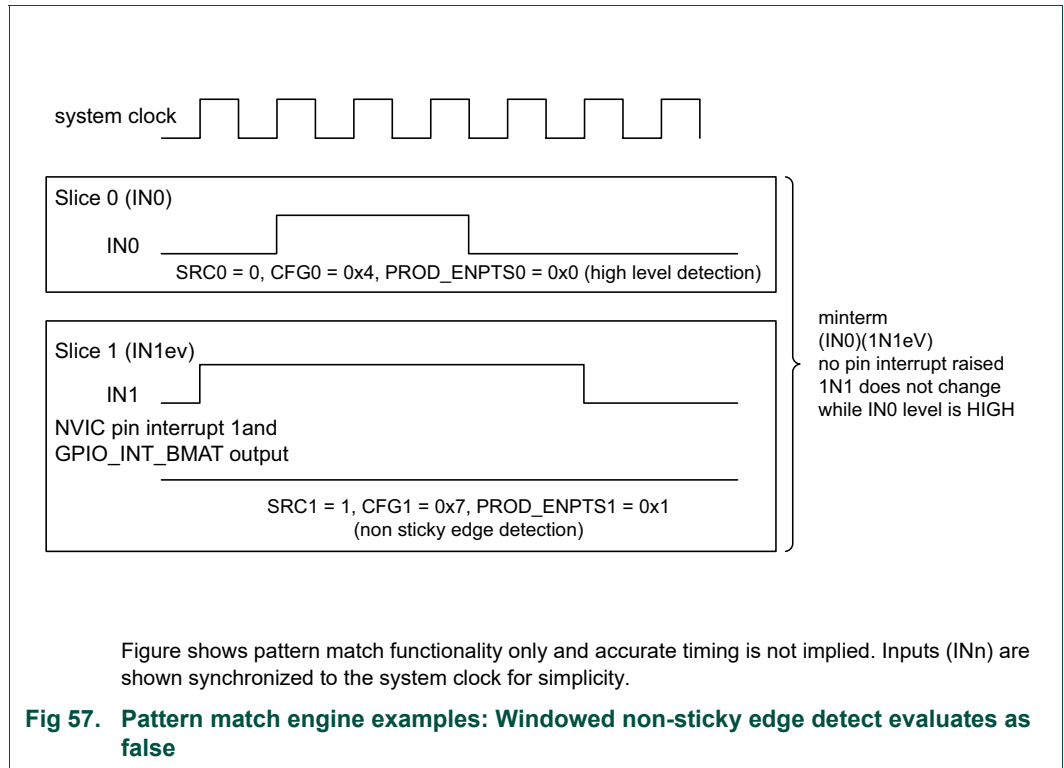 system clock
Slice 0 (IN0)
IN0
SRC0 = 0, CFG0 = 0x4, PROD_ENPTS0 = 0x0 (high level detection)
Slice 1 (IN1ev)
IN1
NVIC pin interrupt 1and
GPIO_INT_BMAT output
SRC1 = 1, CFG1 = 0x7, PROD_ENPTS1 = 0x1
(non sticky edge detection)
minterm
(IN0)(1N1eV)
no pin interrupt raised
1N1 does not change
while IN0 level is HIGH
Figure shows pattern match functionality only and accurate timing is not implied. Inputs (INn) are
shown synchronized to the system clock for simplicity.
Fig 57. Pattern match engine examples: Windowed non-sticky edge detect evaluates as
false